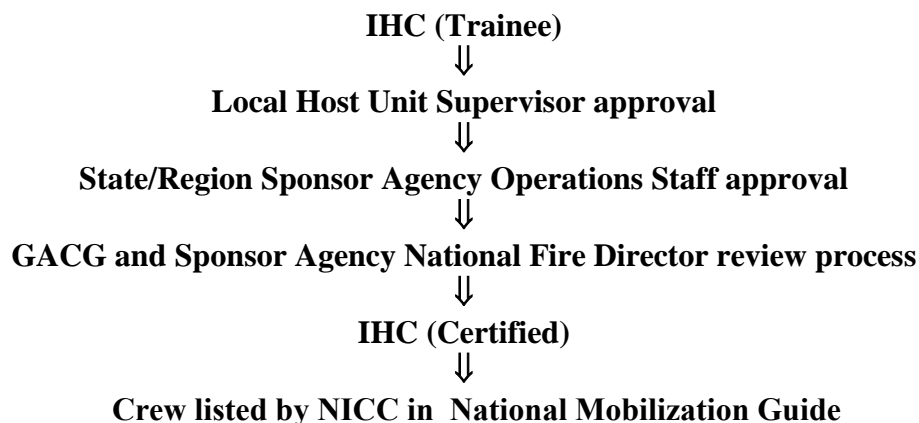 IHC (Trainee)
⇓
Local Host Unit Supervisor approval
⇓
State/Region Sponsor Agency Operations Staff approval
⇓
GACG and Sponsor Agency National Fire Director review process
⇓
IHC (Certified)
⇓
Crew listed by NICC in National Mobilization Guide